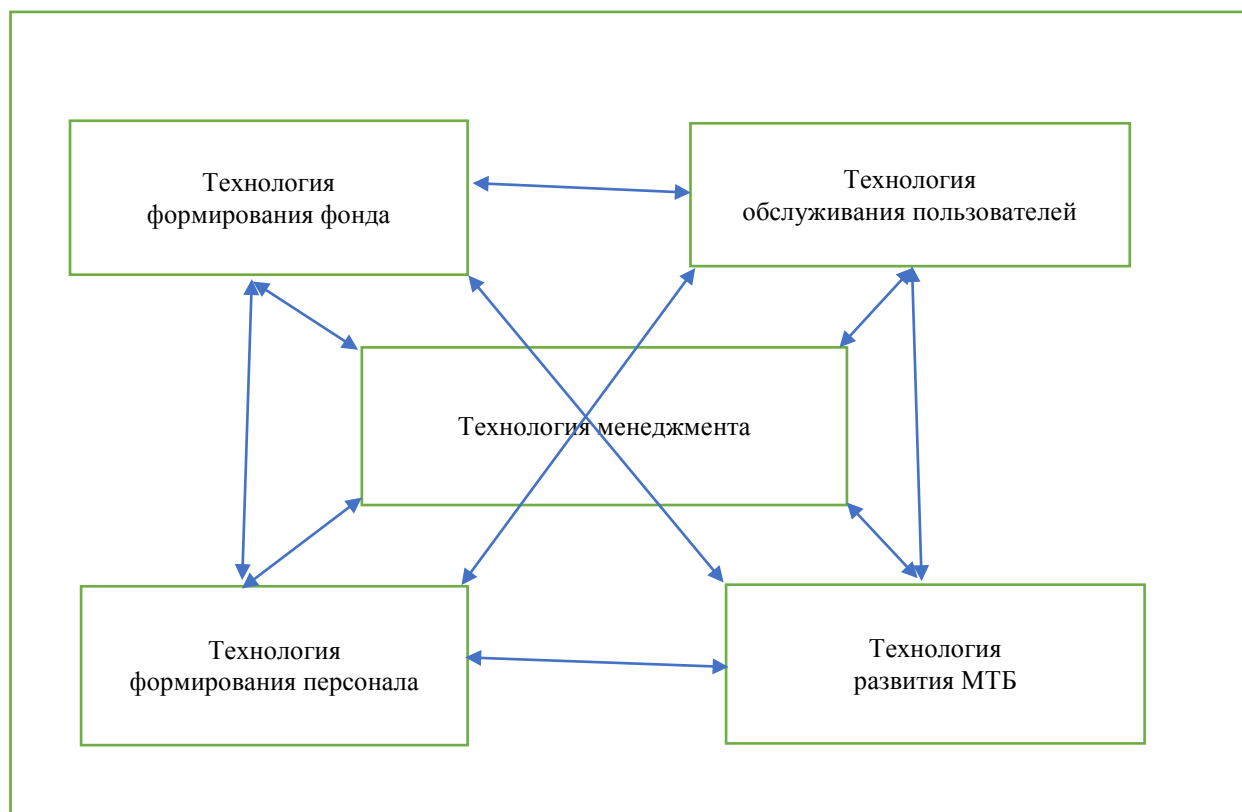 Технология
формирования фонда
Технология
обслуживания пользователей
Технология менеджмента
Технология
формирования персонала
Технология
развития МТБ